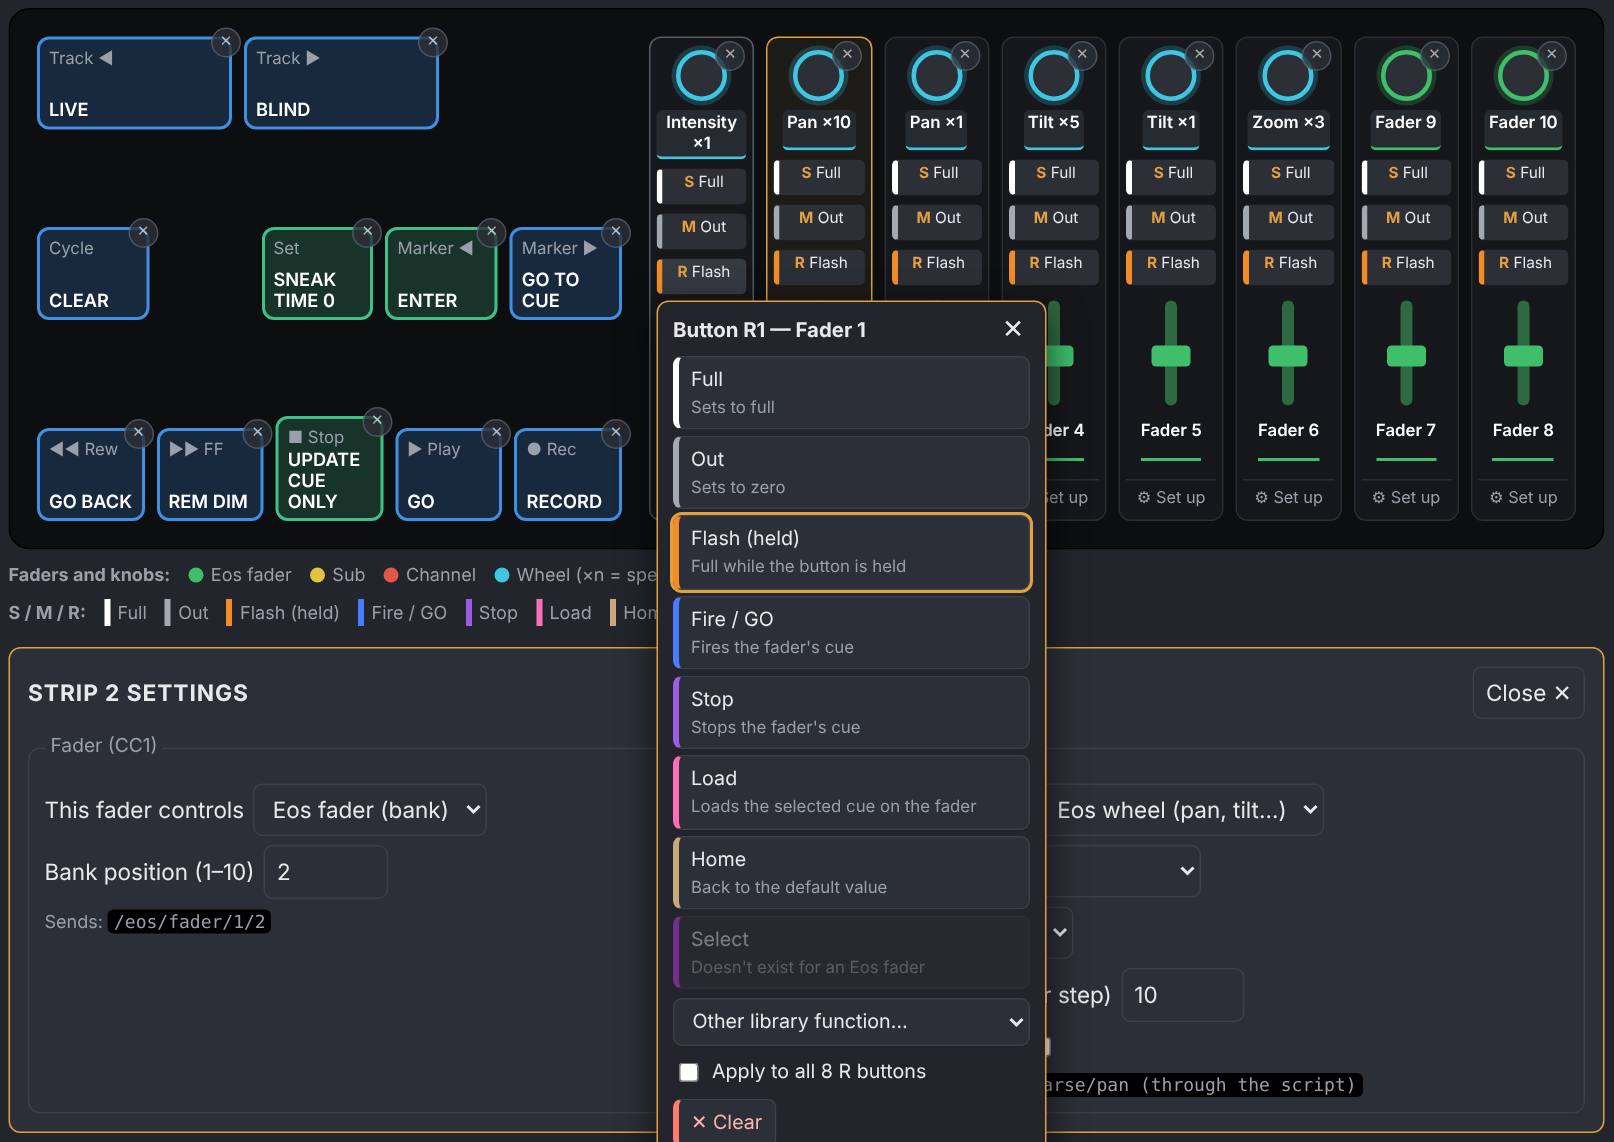 Track ◀
LIVE
Track ▶
BLIND
Cycle
CLEAR
Set
SNEAK
TIME 0
Marker ◀
ENTER
Marker ▶
GO TO
CUE
◀◀ Rew
GO BACK
▶▶ FF
REM DIM
■ Stop
UPDATE
CUE
ONLY
▶ Play
GO
● Rec
RECORD
Intensity
×1
S Full
M Out
R Flash
Pan ×10
S Full
M Out
R Flash
Pan ×1
S Full
M Out
R Flash
Tilt ×5
S Full
M Out
R Flash
der 4
et up
Tilt ×1
S Full
M Out
R Flash
Fader 5
⚙ Set up
Zoom ×3
S Full
M Out
R Flash
Fader 6
⚙ Set up
Fader 9
S Full
M Out
R Flash
Fader 7
⚙ Set up
Fader 10
S Full
M Out
R Flash
Fader 8
⚙ Set up
Faders and knobs: Eos fader Sub Channel Wheel (×n = spe
S / M / R: Full Out Flash (held) Fire / GO Stop Load Hom
Button R1 — Fader 1 ✕
Full
Sets to full
Out
Sets to zero
Flash (held)
Full while the button is held
Fire / GO
Fires the fader's cue
Stop
Stops the fader's cue
Load
Loads the selected cue on the fader
Home
Back to the default value
Select
Doesn't exist for an Eos fader
Other library function...
Apply to all 8 R buttons
✕ Clear
STRIP 2 SETTINGS
Close ✕
Fader (CC1)
This fader controls Eos fader (bank)
Bank position (1–10) 2
Sends: /eos/fader/1/2
Eos wheel (pan, tilt...)
step) 10
arse/pan (through the script)